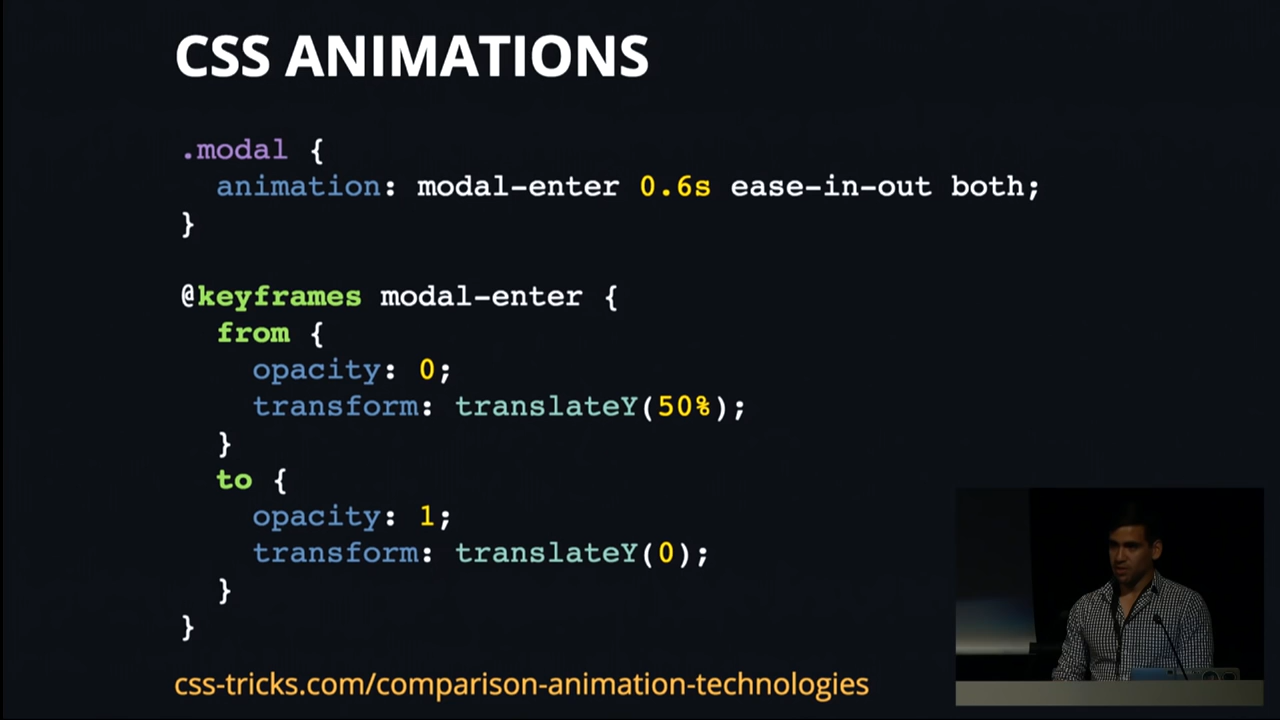 CSS ANIMATIONS
.modal {
animation: modal-enter 0.6s ease-in-out both;
}
@keyframes modal-enter {
from {
opacity: 0;
transform: translateY(50%);
}
to {
opacity: 1;
transform: translateY(0);
}
}
css-tricks.com/comparison-animation-technologies